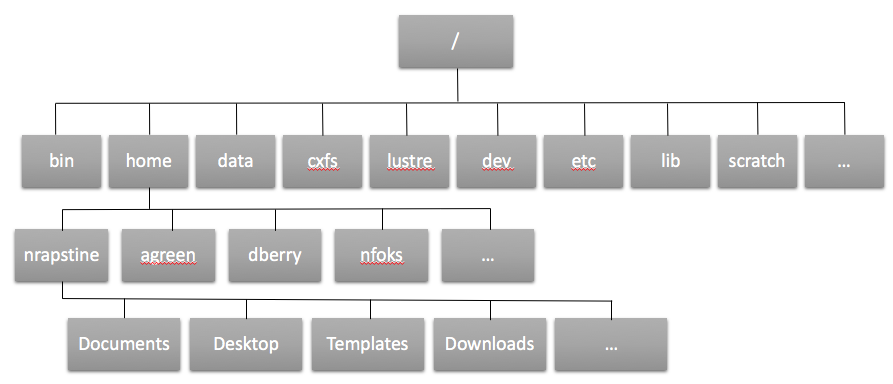 /
bin home data cxfs lustre dev etc lib scratch ...
nrapstine agreen dberry nfoks ...
Documents Desktop Templates Downloads ...